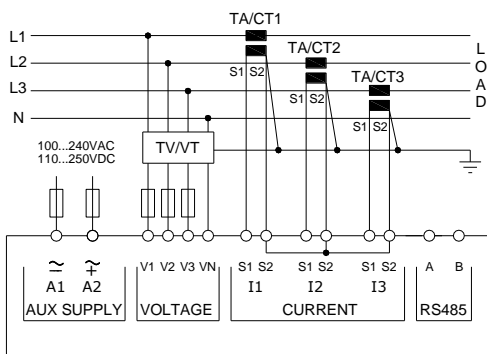 TA/CT1
L1
L
TA/CT2
L2
O
S1 S2
TA/CT3
L3
A
S1 S2
N
D
S1 S2
100...240VAC
110...250VDC
TV/VT
V1 V2 V3 VN S1 S2 S1 S2 S1 S2 A B
A1 A2 I1 I2 I3
AUX SUPPLY VOLTAGE CURRENT RS485